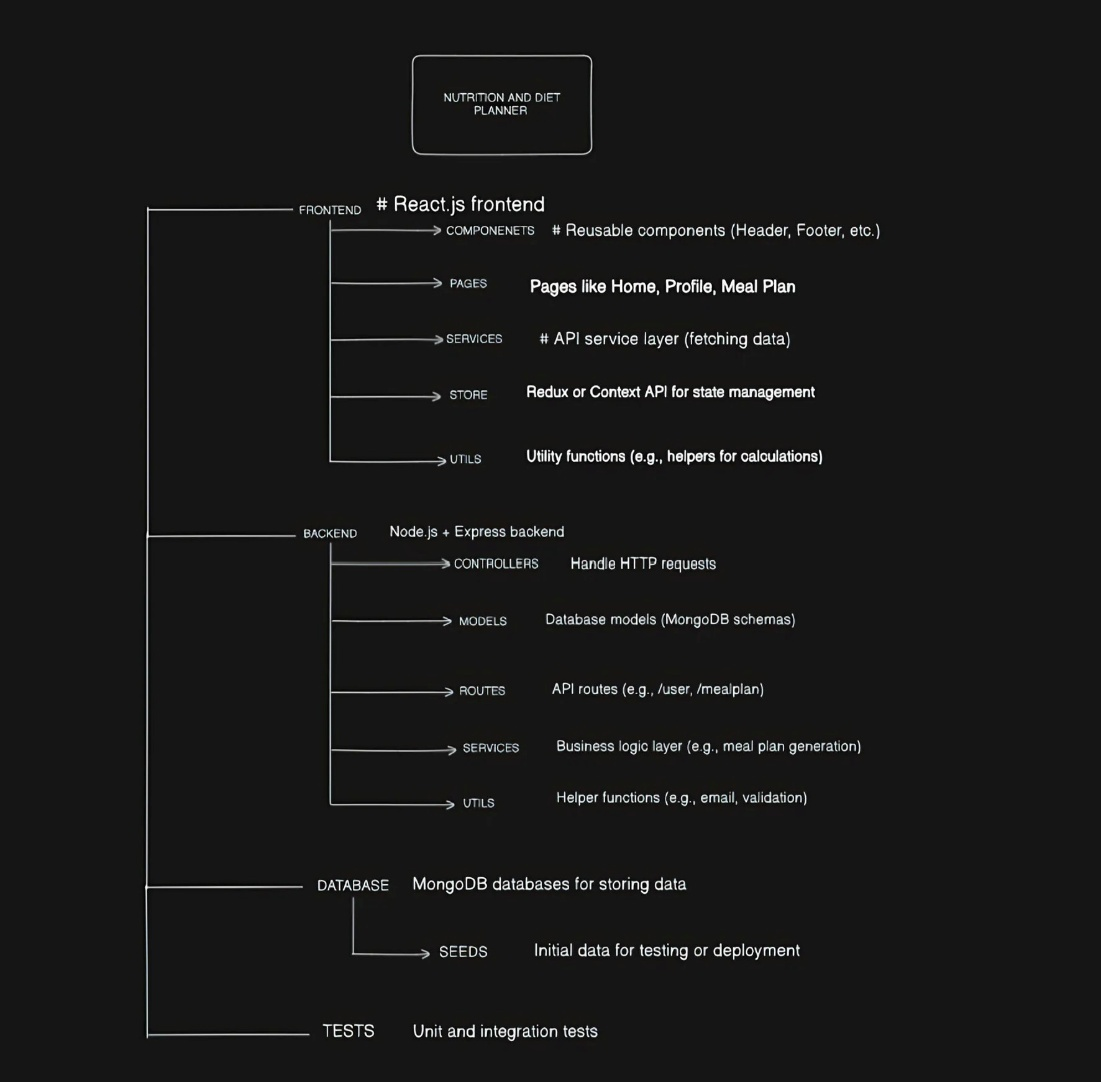 NUTRITION AND DIET
PLANNER
FRONTEND # React.js frontend
COMPONENETS # Reusable components (Header, Footer, etc.)
PAGES Pages like Home, Profile, Meal Plan
SERVICES # API service layer (fetching data)
STORE Redux or Context API for state management
UTILS Utility functions (e.g., helpers for calculations)
BACKEND Node.js + Express backend
CONTROLLERS Handle HTTP requests
MODELS Database models (MongoDB schemas)
ROUTES API routes (e.g., /user, /mealplan)
SERVICES Business logic layer (e.g., meal plan generation)
UTILS Helper functions (e.g., email, validation)
DATABASE MongoDB databases for storing data
SEEDS Initial data for testing or deployment
TESTS Unit and integration tests